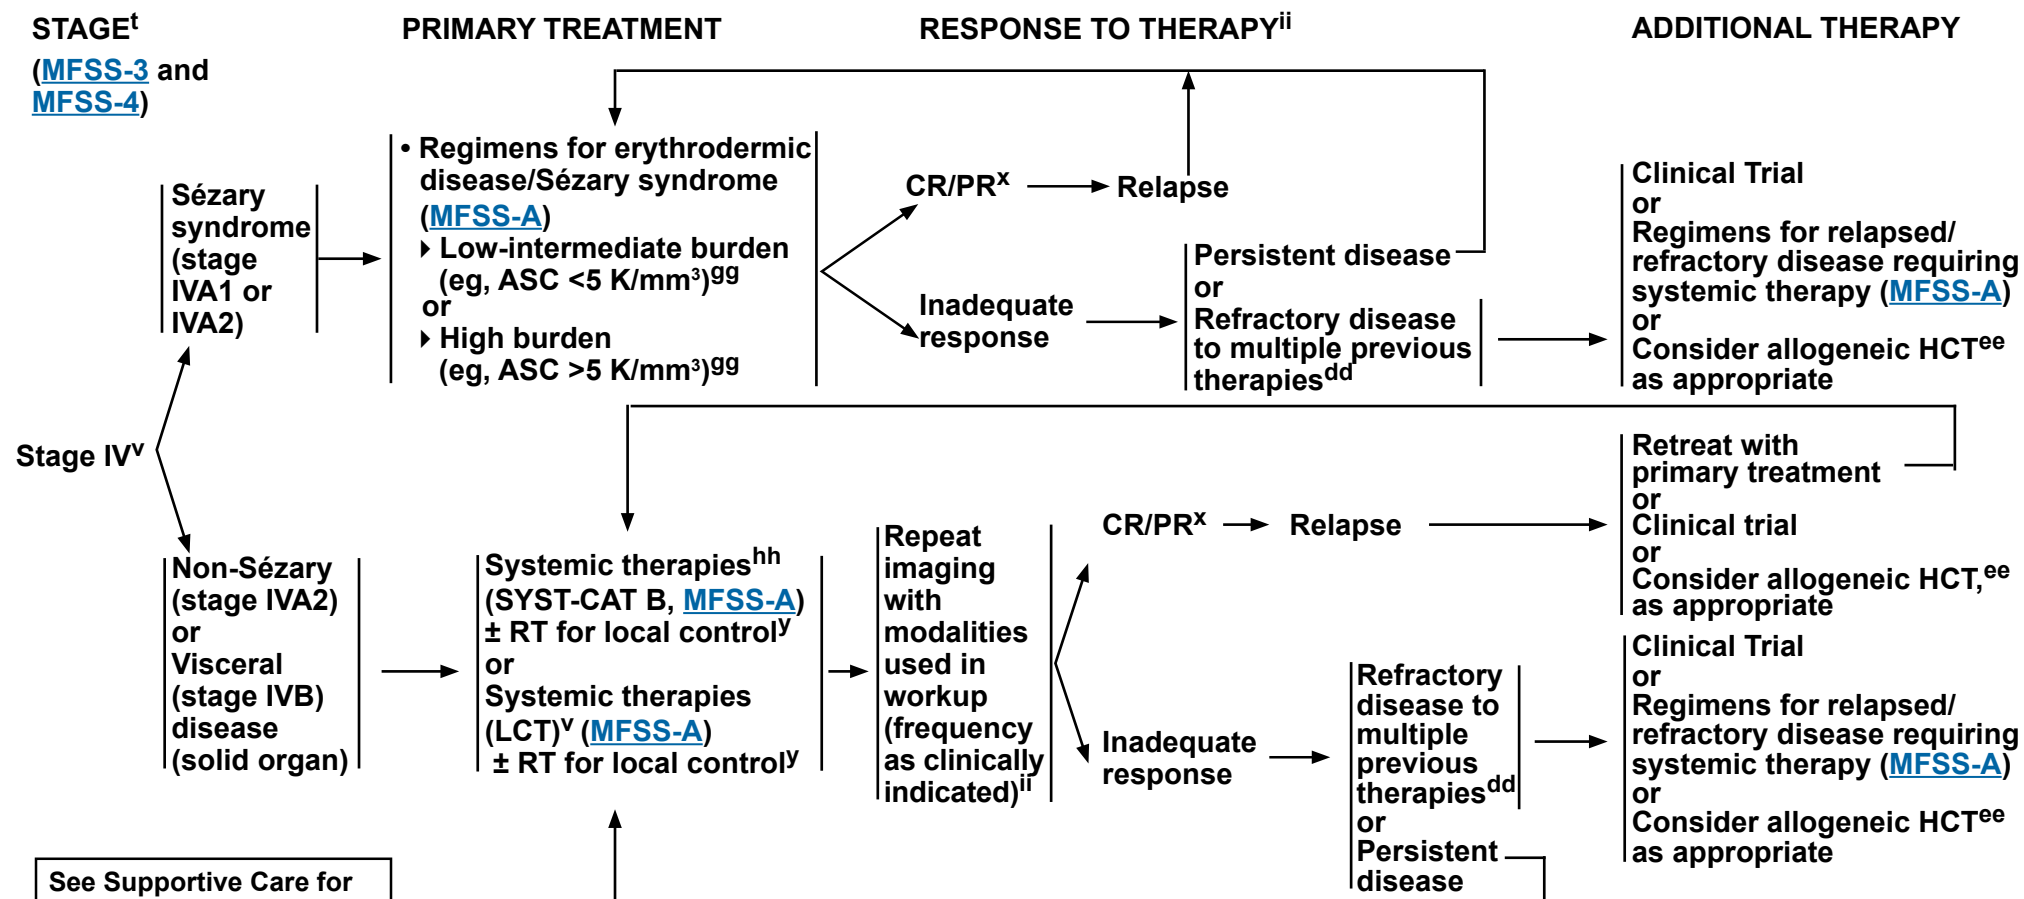 STAGEᵗ
(MFSS-3 and
MFSS-4)
PRIMARY TREATMENT
RESPONSE TO THERAPYⁱⁱ
ADDITIONAL THERAPY
Stage IVᵛ
Sézary
syndrome
(stage
IVA1 or
IVA2)
• Regimens for erythrodermic
disease/Sézary syndrome
(MFSS-A)
▸ Low-intermediate burden
(eg, ASC <5 K/mm³)ᵍᵍ
or
▸ High burden
(eg, ASC >5 K/mm³)ᵍᵍ
CR/PRˣ
Relapse
Inadequate
response
Persistent disease
or
Refractory disease
to multiple previous
therapiesᵈᵈ
Clinical Trial
or
Regimens for relapsed/
refractory disease requiring
systemic therapy (MFSS-A)
or
Consider allogeneic HCTᵉᵉ
as appropriate
Non-Sézary
(stage IVA2)
or
Visceral
(stage IVB)
disease
(solid organ)
Systemic therapiesʰʰ
(SYST-CAT B, MFSS-A)
± RT for local controlʸ
or
Systemic therapies
(LCT)ᵛ (MFSS-A)
± RT for local controlʸ
Repeat
imaging
with
modalities
used in
workup
(frequency
as clinically
indicated)ⁱⁱ
CR/PRˣ
Relapse
Retreat with
primary treatment
or
Clinical trial
or
Consider allogeneic HCT,ᵉᵉ
as appropriate
Inadequate
response
Refractory
disease to
multiple
previous
therapiesᵈᵈ
or
Persistent
disease
Clinical Trial
or
Regimens for relapsed/
refractory disease requiring
systemic therapy (MFSS-A)
or
Consider allogeneic HCTᵉᵉ
as appropriate
See Supportive Care for